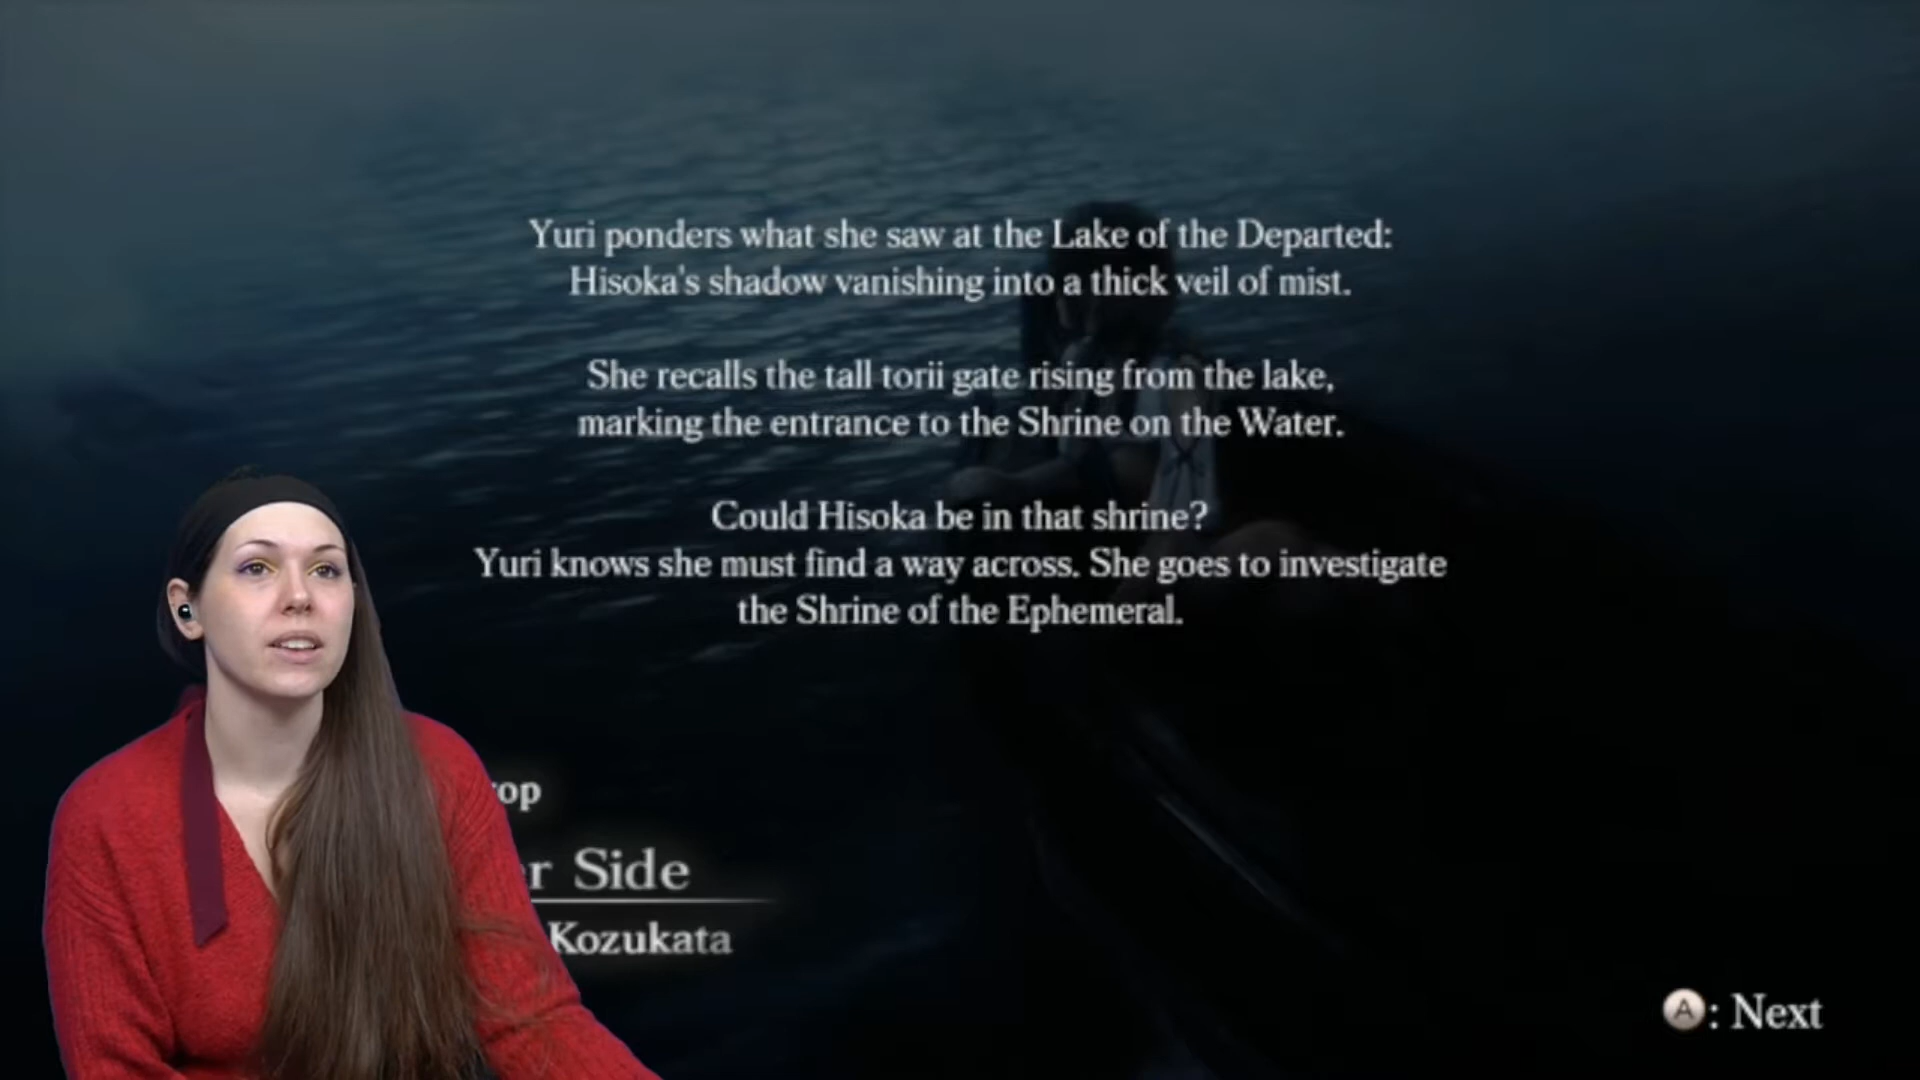 Yuri ponders what she saw at the Lake of the Departed:
Hisoka's shadow vanishing into a thick veil of mist.
She recalls the tall torii gate rising from the lake,
marking the entrance to the Shrine on the Water.
Could Hisoka be in that shrine?
Yuri knows she must find a way across. She goes to investigate
the Shrine of the Ephemeral.
Side
Kozukata
A: Next